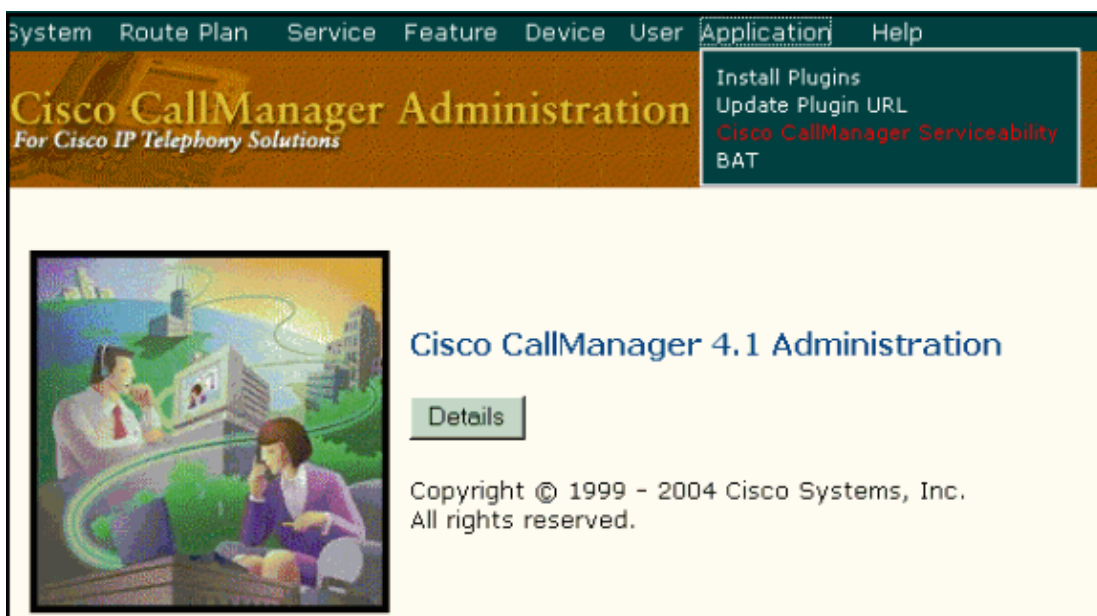 System Route Plan Service Feature Device User Application Help
Install Plugins
Update Plugin URL
Cisco CallManager Serviceability
BAT
Cisco CallManager Administration
For Cisco IP Telephony Solutions
Cisco CallManager 4.1 Administration
Details
Copyright © 1999 - 2004 Cisco Systems, Inc.
All rights reserved.